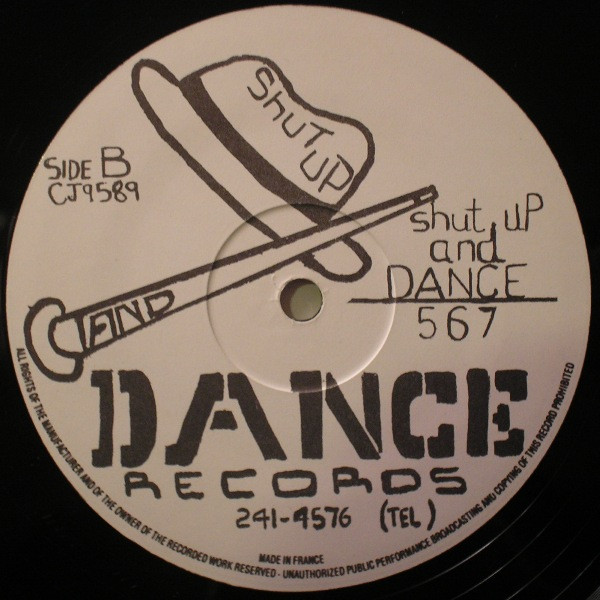 Shut
UP
SIDE B
CJ9589
shut uP
and
DANCE
567
AND
DANCE
RECORDS
241-4576 (TEL)
MADE IN FRANCE
ALL RIGHTS OF THE MANUFACTURER AND OF THE OWNER OF THE RECORDED WORK RESERVED - UNAUTHORIZED PUBLIC PERFORMANCE BROADCASTING AND COPYING OF THIS RECORD PROHIBITED